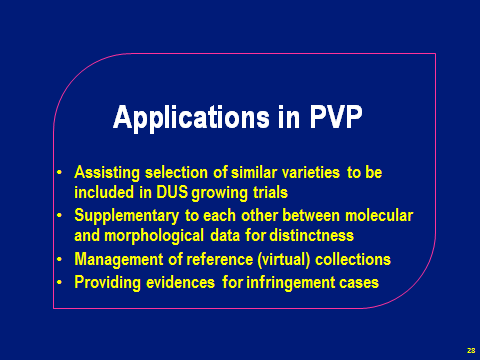 Applications in PVP
• Assisting selection of similar varieties to be
included in DUS growing trials
• Supplementary to each other between molecular
and morphological data for distinctness
• Management of reference (virtual) collections
• Providing evidences for infringement cases
28